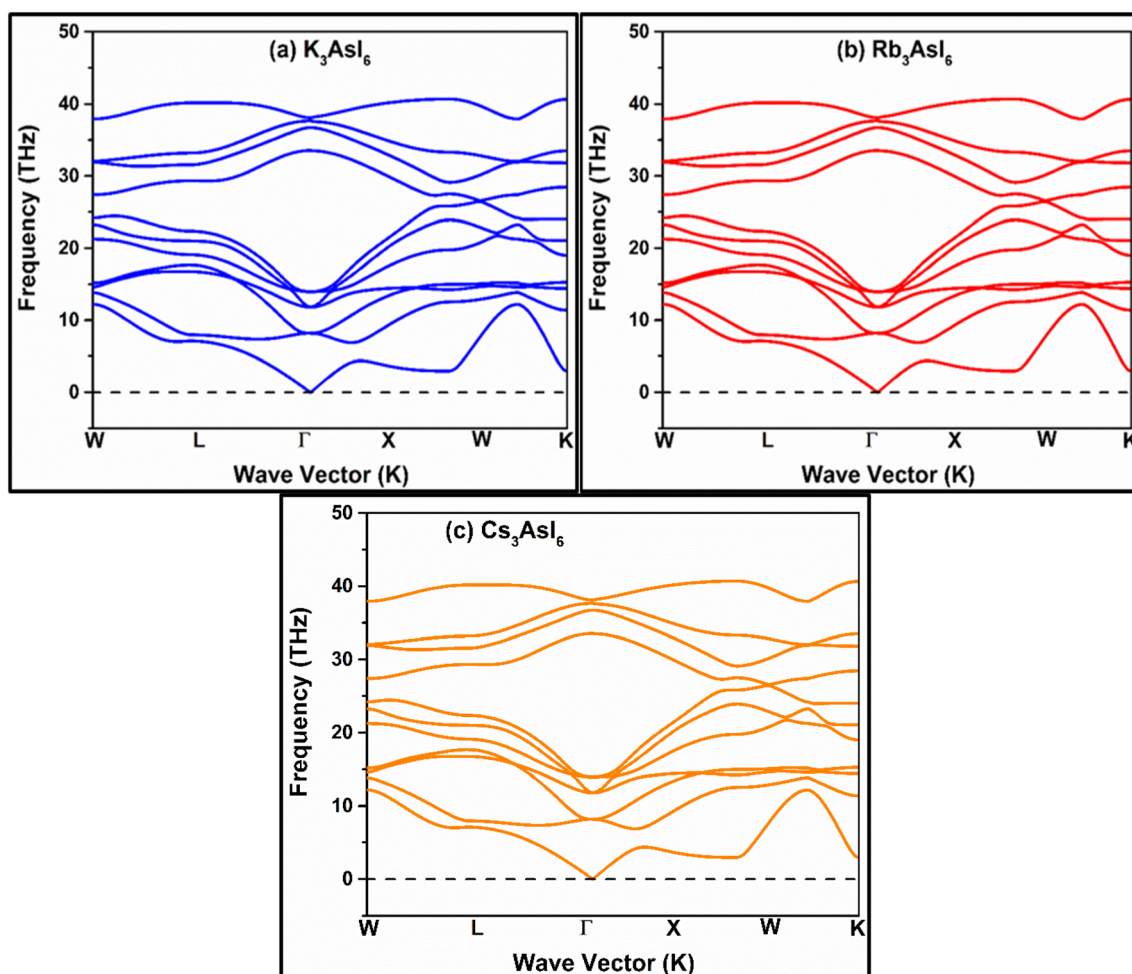 (a) K₃AsI₆
Frequency (THz)
50
40
30
20
10
0
W L Γ X W K
Wave Vector (K)
(b) Rb₃AsI₆
Frequency (THz)
50
40
30
20
10
0
W L Γ X W K
Wave Vector (K)
(c) Cs₃AsI₆
Frequency (THz)
50
40
30
20
10
0
W L Γ X W K
Wave Vector (K)